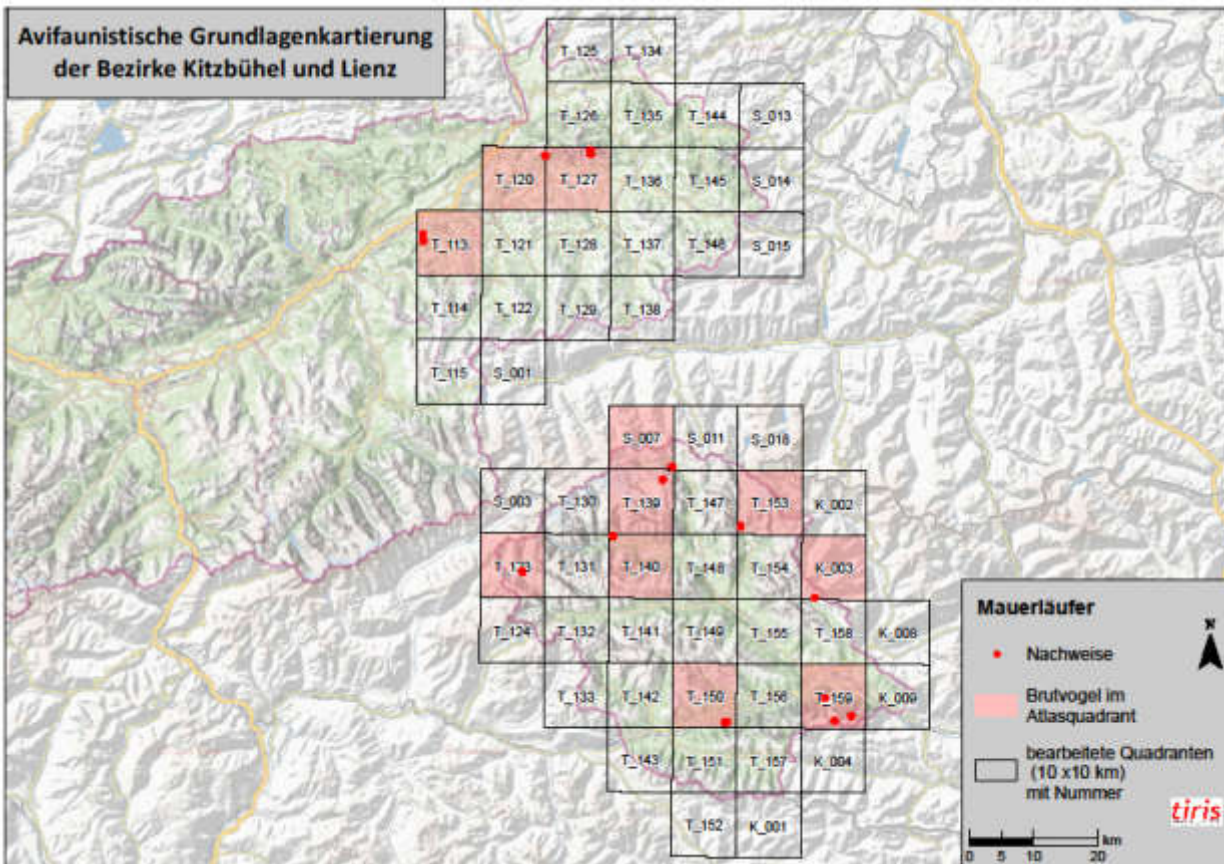 Avifaunistische Grundlagenkartierung
der Bezirke Kitzbühel und Lienz
T_125 T_134
T_126 T_135 T_144 S_013
T_120 T_127 T_136 T_145 S_014
T_113 T_121 T_128 T_137 T_146 S_015
T_114 T_122 T_129 T_138
T_115 S_001
S_007 S_011 S_018
S_003 T_130 T_139 T_147 T_153 K_002
T_123 T_131 T_140 T_148 T_154 K_003
T_124 T_132 T_141 T_149 T_155 T_158 K_008
T_133 T_142 T_150 T_156 T_159 K_009
T_143 T_151 T_157 K_004
T_152 K_001
Mauerläufer
N
Nachweise
Brutvogel im
Atlasquadrant
bearbeitete Quadranten
(10 x10 km)
mit Nummer
tiris
km
0 5 10 20